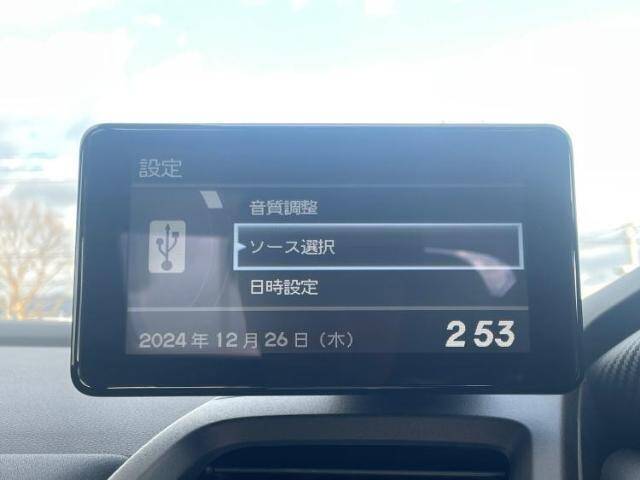 設定
音質調整
ソース選択
日時設定
2024年12月26日（木） 2 53